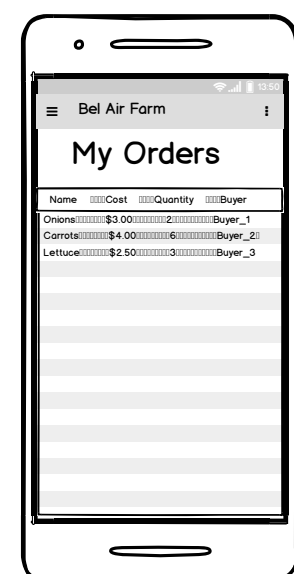 13 50
Bel Air Farm
My Orders
Name Cost Quantity Buyer
Onions $3.00 2 Buyer_1
Carrots $4.00 6 Buyer_2
Lettuce $2.50 3 Buyer_3